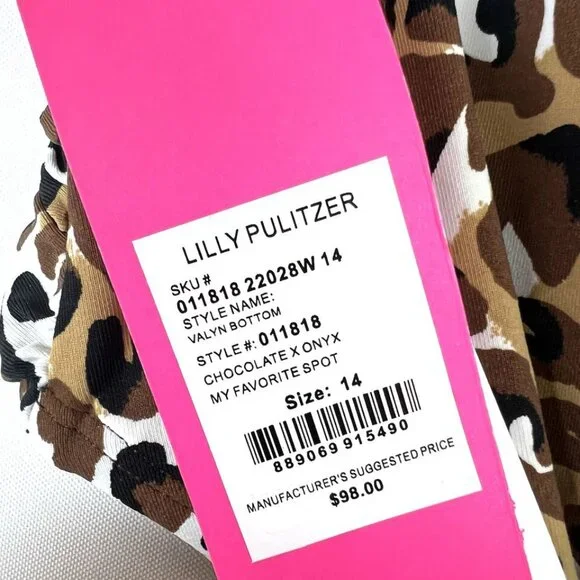 LILLY PULITZER
SKU #
011818 22028W 14
STYLE NAME:
VALYN BOTTOM
STYLE #: 011818
CHOCOLATE X ONYX
MY FAVORITE SPOT
Size: 14
889069 915490
MANUFACTURER'S SUGGESTED PRICE
$98.00